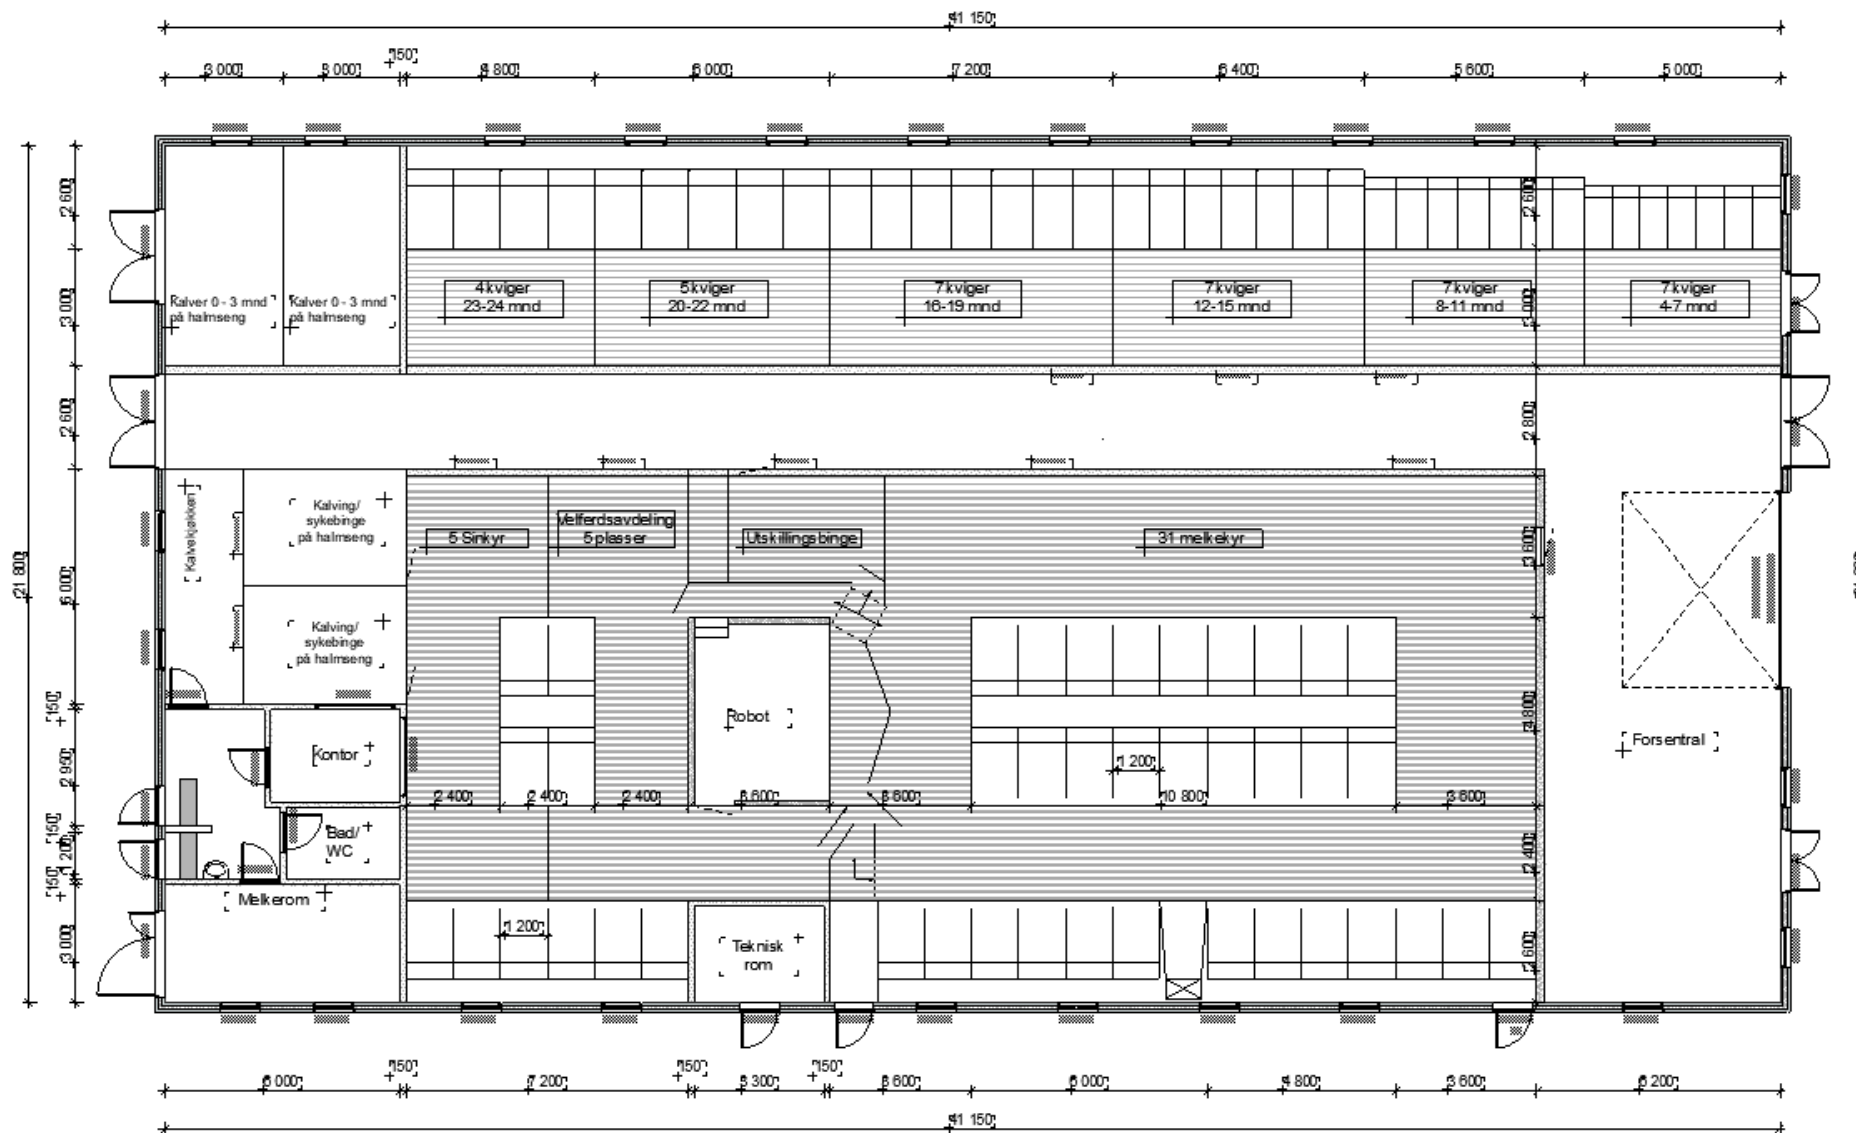 41 150
3 000
3 000
150
4 800
6 000
7 200
6 400
5 600
5 000
2 600
3 000
2 600
6 000
150
2 950
150
1 200
150
3 000
21 800
Kalver 0 - 3 mnd
på halmseng
Kalver 0 - 3 mnd
på halmseng
4 kviger
23-24 mnd
5 kviger
20-22 mnd
7 kviger
16-19 mnd
7 kviger
12-15 mnd
7 kviger
8-11 mnd
7 kviger
4-7 mnd
2 600
3 000
2 800
3 600
4 800
2 400
2 600
Kalvekjøkken
Kalving/
sykebinge
på halmseng
Kalving/
sykebinge
på halmseng
5 Sinkyr
Velferdsavdeling
5 plasser
Utskillingsbinge
31 melkekyr
Robot
Kontor
Forsentral
1 200
2 400
2 400
2 400
3 600
3 600
10 800
3 600
Bad/
WC
Melkerom
1 200
Teknisk
rom
6 000
150
7 200
150
3 300
150
3 600
6 000
4 800
3 600
6 200
41 150